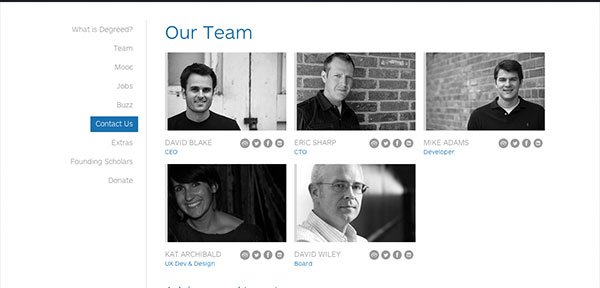 What is Degreed?
Team
Mooc
Jobs
Buzz
Contact Us
Extras
Founding Scholars
Donate
Our Team
DAVID BLAKE
CEO
ERIC SHARP
CTO
MIKE ADAMS
Developer
KAT ARCHIBALD
UX Dev & Design
DAVID WILEY
Board